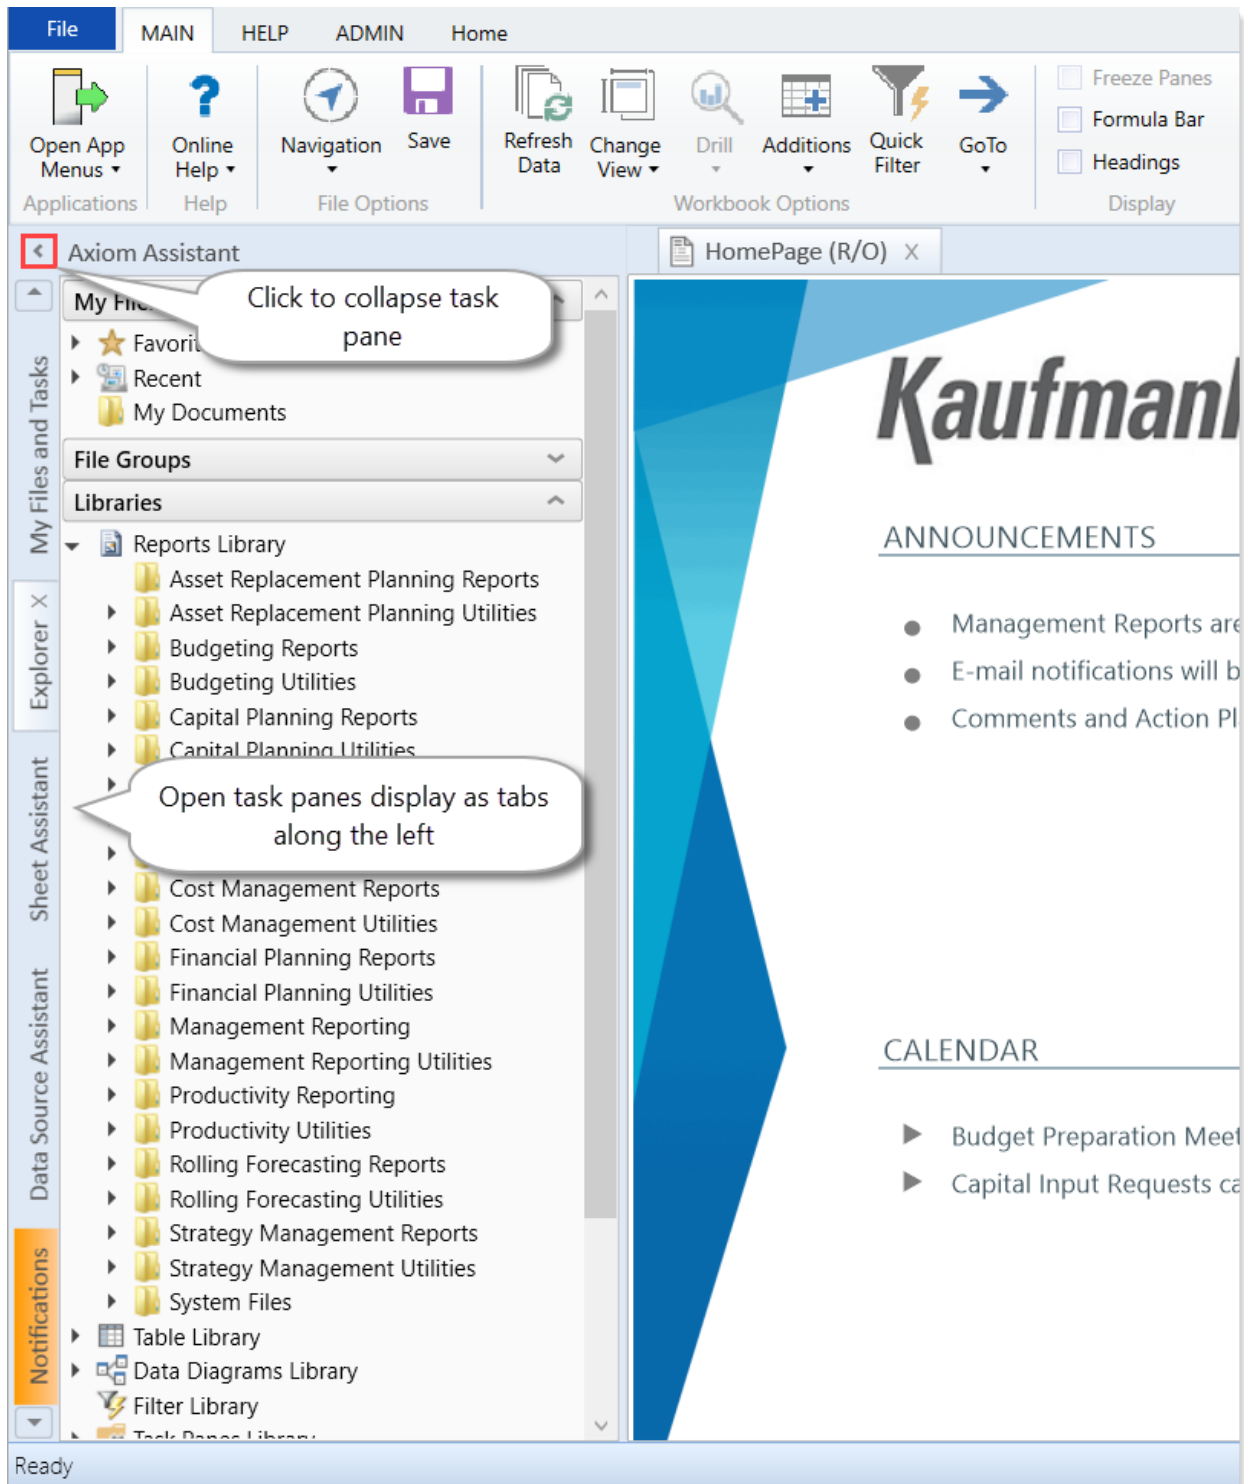 File
MAIN
HELP
ADMIN
Home
Open App
Menus
Online
Help
Navigation
Save
Refresh
Data
Change
View
Drill
Additions
Quick
Filter
GoTo
Freeze Panes
Formula Bar
Headings
Applications
Help
File Options
Workbook Options
Display
Axiom Assistant
HomePage (R/O) X
Click to collapse task
pane
My Files and Tasks
Explorer X
Sheet Assistant
Data Source Assistant
Notifications
My
Recent
My Documents
File Groups
Libraries
Reports Library
Asset Replacement Planning Reports
Asset Replacement Planning Utilities
Budgeting Reports
Budgeting Utilities
Capital Planning Reports
Capital Planning Utilities
Open task panes display as tabs
along the left
Cost Management Reports
Cost Management Utilities
Financial Planning Reports
Financial Planning Utilities
Management Reporting
Management Reporting Utilities
Productivity Reporting
Productivity Utilities
Rolling Forecasting Reports
Rolling Forecasting Utilities
Strategy Management Reports
Strategy Management Utilities
System Files
Table Library
Data Diagrams Library
Filter Library
Task Panes Library
Kaufman
ANNOUNCEMENTS
Management Reports are
E-mail notifications will b
Comments and Action Pl
CALENDAR
Budget Preparation Meet
Capital Input Requests ca
Ready